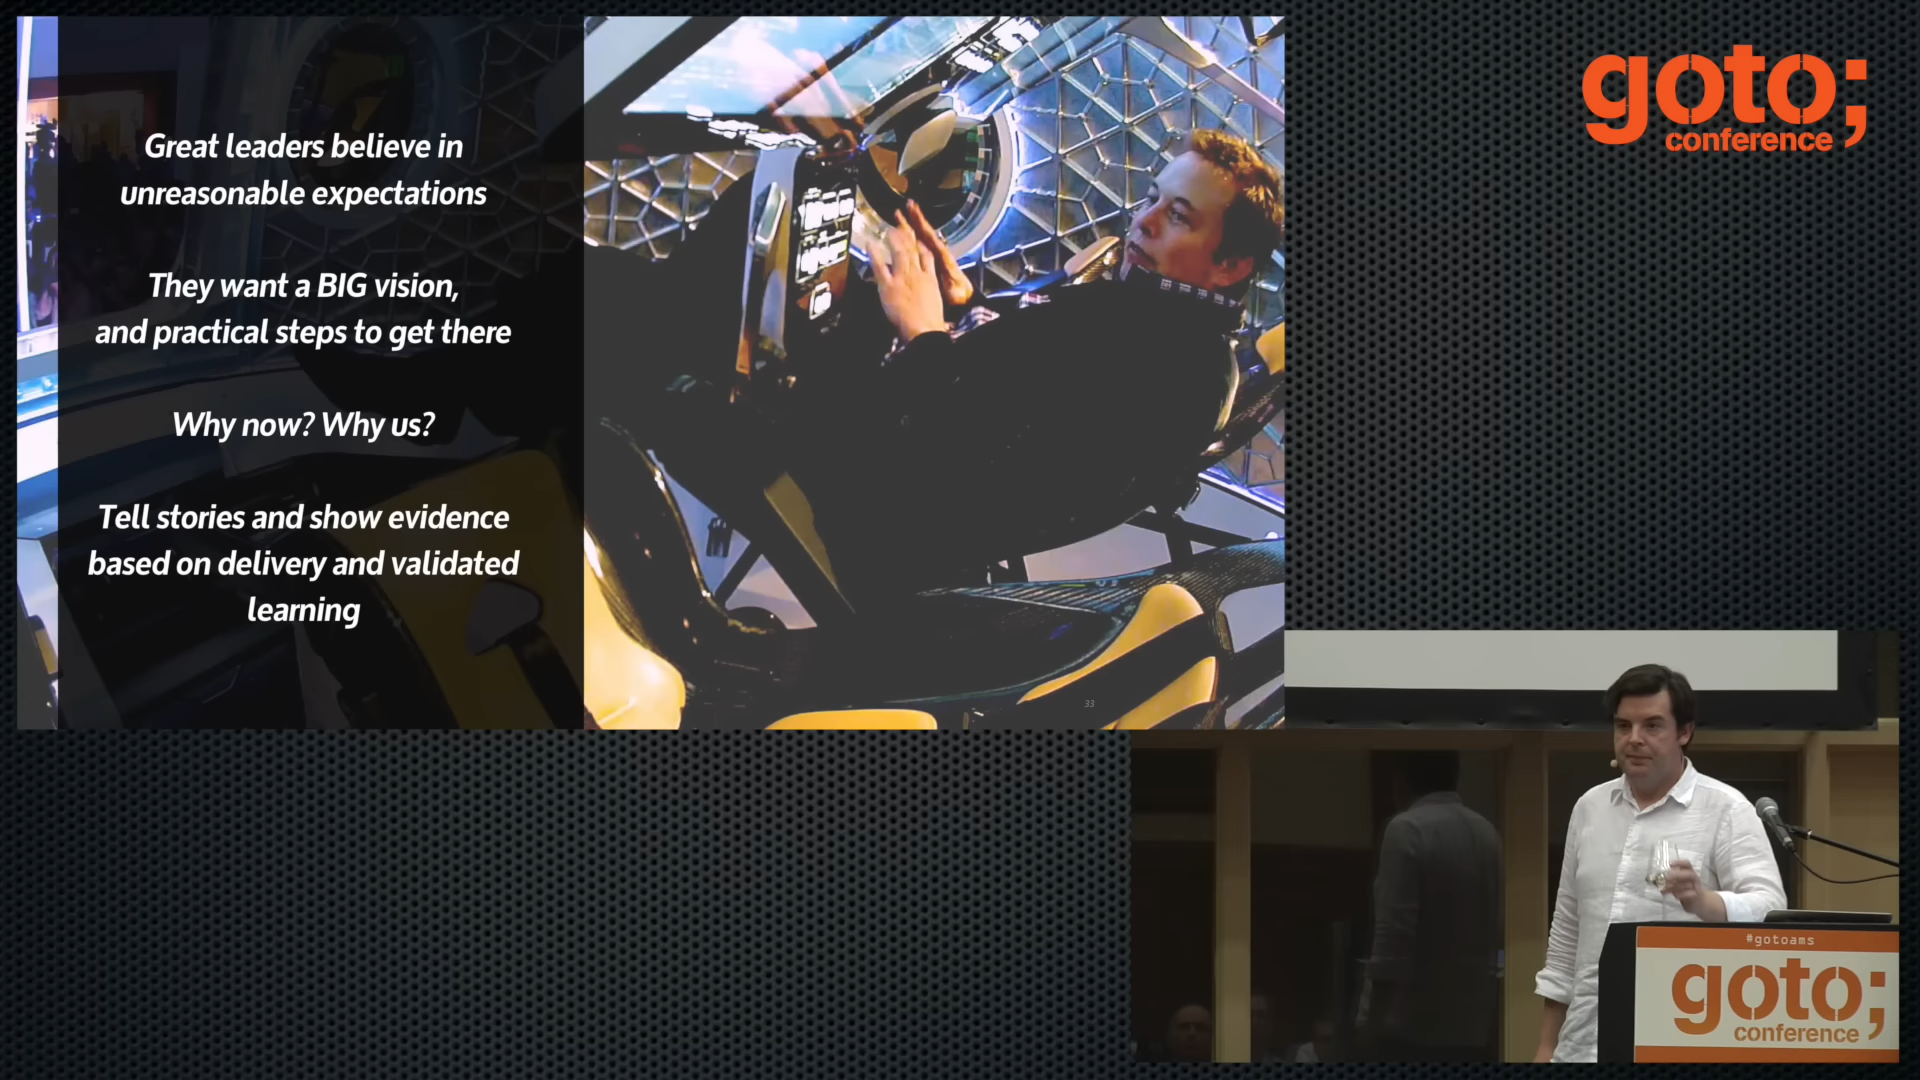 Great leaders believe in
unreasonable expectations
They want a BIG vision,
and practical steps to get there
Why now? Why us?
Tell stories and show evidence
based on delivery and validated
learning
33
goto;
conference
#gotoams
goto;
conference